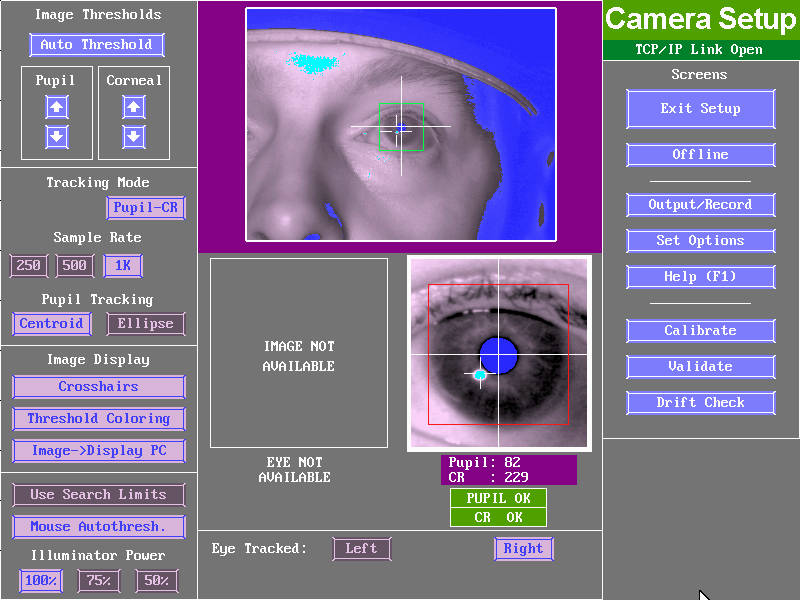 Image Thresholds
Auto Threshold
Pupil
Corneal
Tracking Mode
Pupil-CR
Sample Rate
250
500
1K
Pupil Tracking
Centroid
Ellipse
Image Display
Crosshairs
Threshold Coloring
Image->Display PC
Use Search Limits
Mouse Autothresh.
Illuminator Power
100%
75%
50%
IMAGE NOT
AVAILABLE
EYE NOT
AVAILABLE
Pupil: 82
CR : 229
PUPIL OK
CR OK
Eye Tracked:
Left
Right
Camera Setup
TCP/IP Link Open
Screens
Exit Setup
Offline
Output/Record
Set Options
Help (F1)
Calibrate
Validate
Drift Check